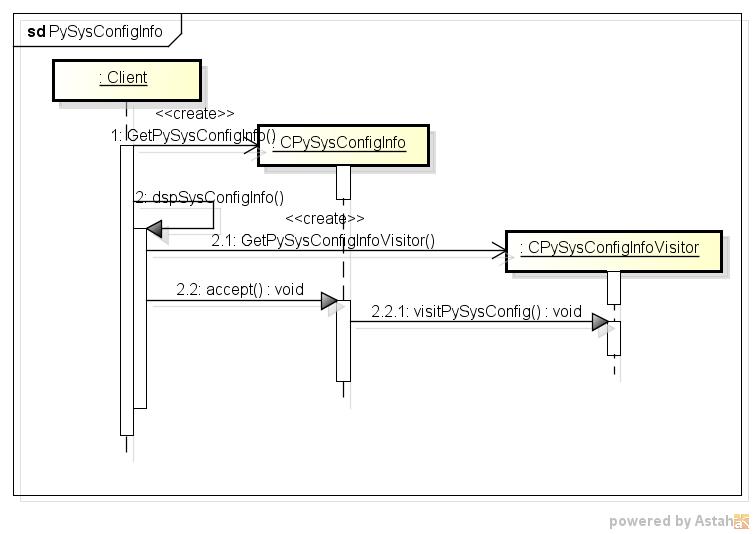 sd PySysConfigInfo
: Client
<<create>>
1: GetPySysConfigInfo()
: CPySysConfigInfo
2: dspSysConfigInfo()
<<create>>
2.1: GetPySysConfigInfoVisitor()
: CPySysConfigInfoVisitor
2.2: accept() : void
2.2.1: visitPySysConfig() : void
powered by Astah